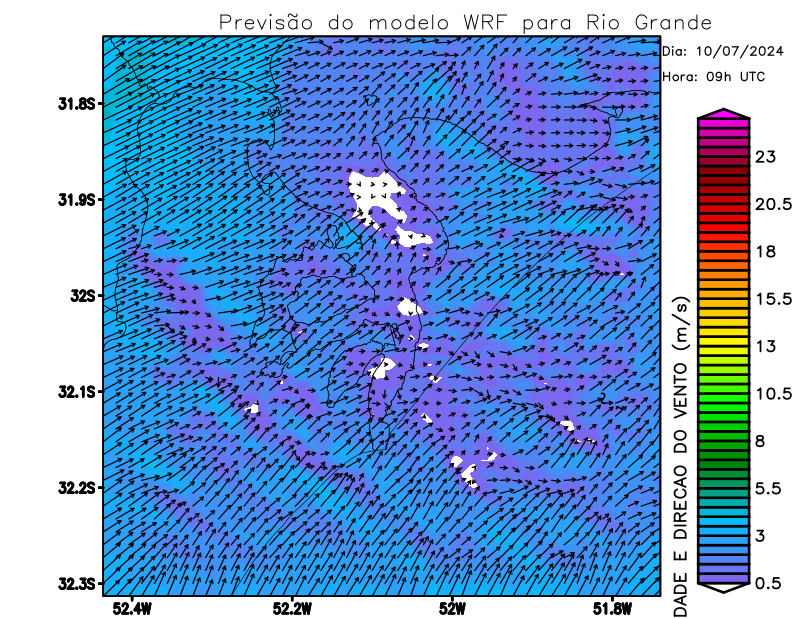 Previsão do modelo WRF para Rio Grande
Dia: 10/07/2024
Hora: 09h UTC
31.8S
31.9S
32S
32.1S
32.2S
32.3S
52.4W
52.2W
52W
51.8W
23
20.5
18
15.5
13
10.5
8
5.5
3
0.5
DADE E DIRECAO DO VENTO (m/s)